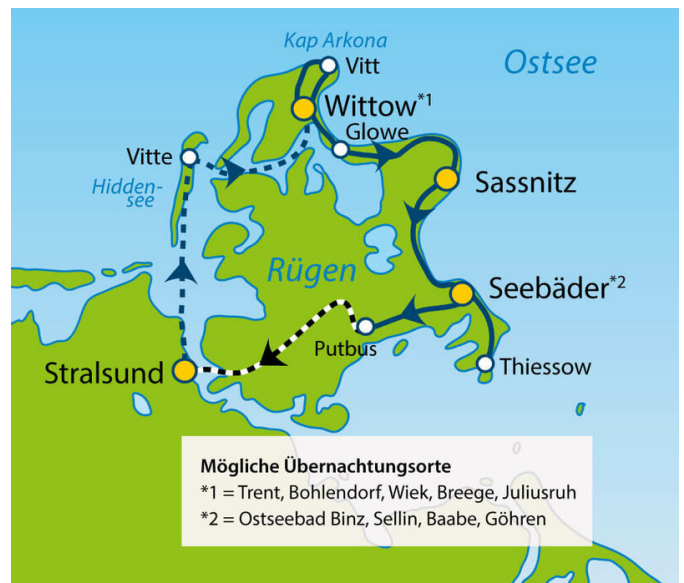 Kap Arkona
Vitt
Ostsee
Wittow*1
Glowe
Vitte
Hidden-
see
Sassnitz
Rügen
Seebäder*2
Putbus
Stralsund
Thiessow
Mögliche Übernachtungsorte
*1 = Trent, Bohlendorf, Wiek, Breege, Juliusruh
*2 = Ostseebad Binz, Sellin, Baabe, Göhren